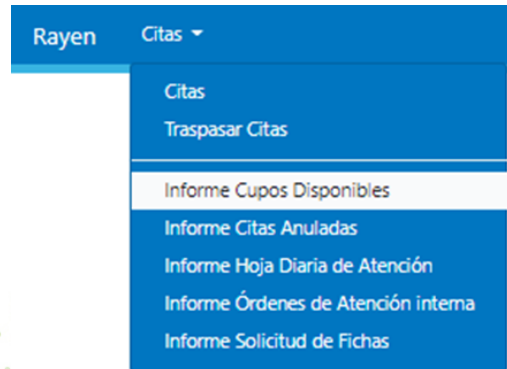 Rayen Citas
Citas
Traspasar Citas
Informe Cupos Disponibles
Informe Citas Anuladas
Informe Hoja Diaria de Atención
Informe Órdenes de Atención interna
Informe Solicitud de Fichas